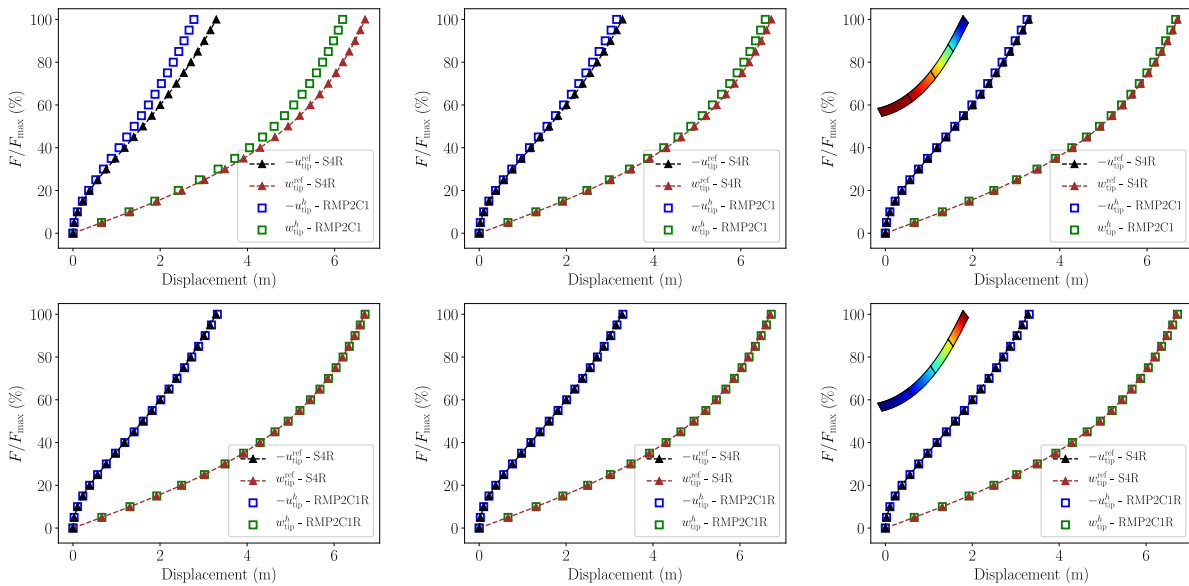 100
80
60
40
20
0
F/F_max (%)
−u_tip^ref - S4R
w_tip^ref - S4R
−u_tip^h - RMP2C1
w_tip^h - RMP2C1
0 2 4 6
Displacement (m)
100
80
60
40
20
0
F/F_max (%)
−u_tip^ref - S4R
w_tip^ref - S4R
−u_tip^h - RMP2C1
w_tip^h - RMP2C1
0 2 4 6
Displacement (m)
100
80
60
40
20
0
F/F_max (%)
−u_tip^ref - S4R
w_tip^ref - S4R
−u_tip^h - RMP2C1
w_tip^h - RMP2C1
0 2 4 6
Displacement (m)
100
80
60
40
20
0
F/F_max (%)
−u_tip^ref - S4R
w_tip^ref - S4R
−u_tip^h - RMP2C1R
w_tip^h - RMP2C1R
0 2 4 6
Displacement (m)
100
80
60
40
20
0
F/F_max (%)
−u_tip^ref - S4R
w_tip^ref - S4R
−u_tip^h - RMP2C1R
w_tip^h - RMP2C1R
0 2 4 6
Displacement (m)
100
80
60
40
20
0
F/F_max (%)
−u_tip^ref - S4R
w_tip^ref - S4R
−u_tip^h - RMP2C1R
w_tip^h - RMP2C1R
0 2 4 6
Displacement (m)